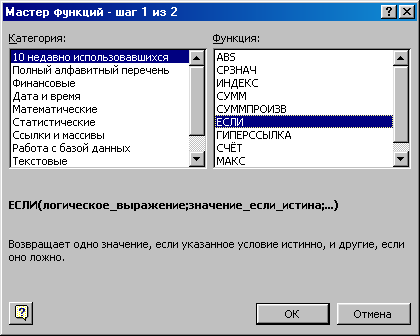 Мастер функций - шаг 1 из 2
Категория:
Функция:
10 недавно использовавшихся
Полный алфавитный перечень
Финансовые
Дата и время
Математические
Статистические
Ссылки и массивы
Работа с базой данных
Текстовые
ABS
СРЗНАЧ
ИНДЕКС
СУММ
СУММПРОИЗВ
ЕСЛИ
ГИПЕРССЫЛКА
СЧЁТ
МАКС
ЕСЛИ(логическое_выражение;значение_если_истина;...)
Возвращает одно значение, если указанное условие истинно, и другие, если
оно ложно.
ОК
Отмена